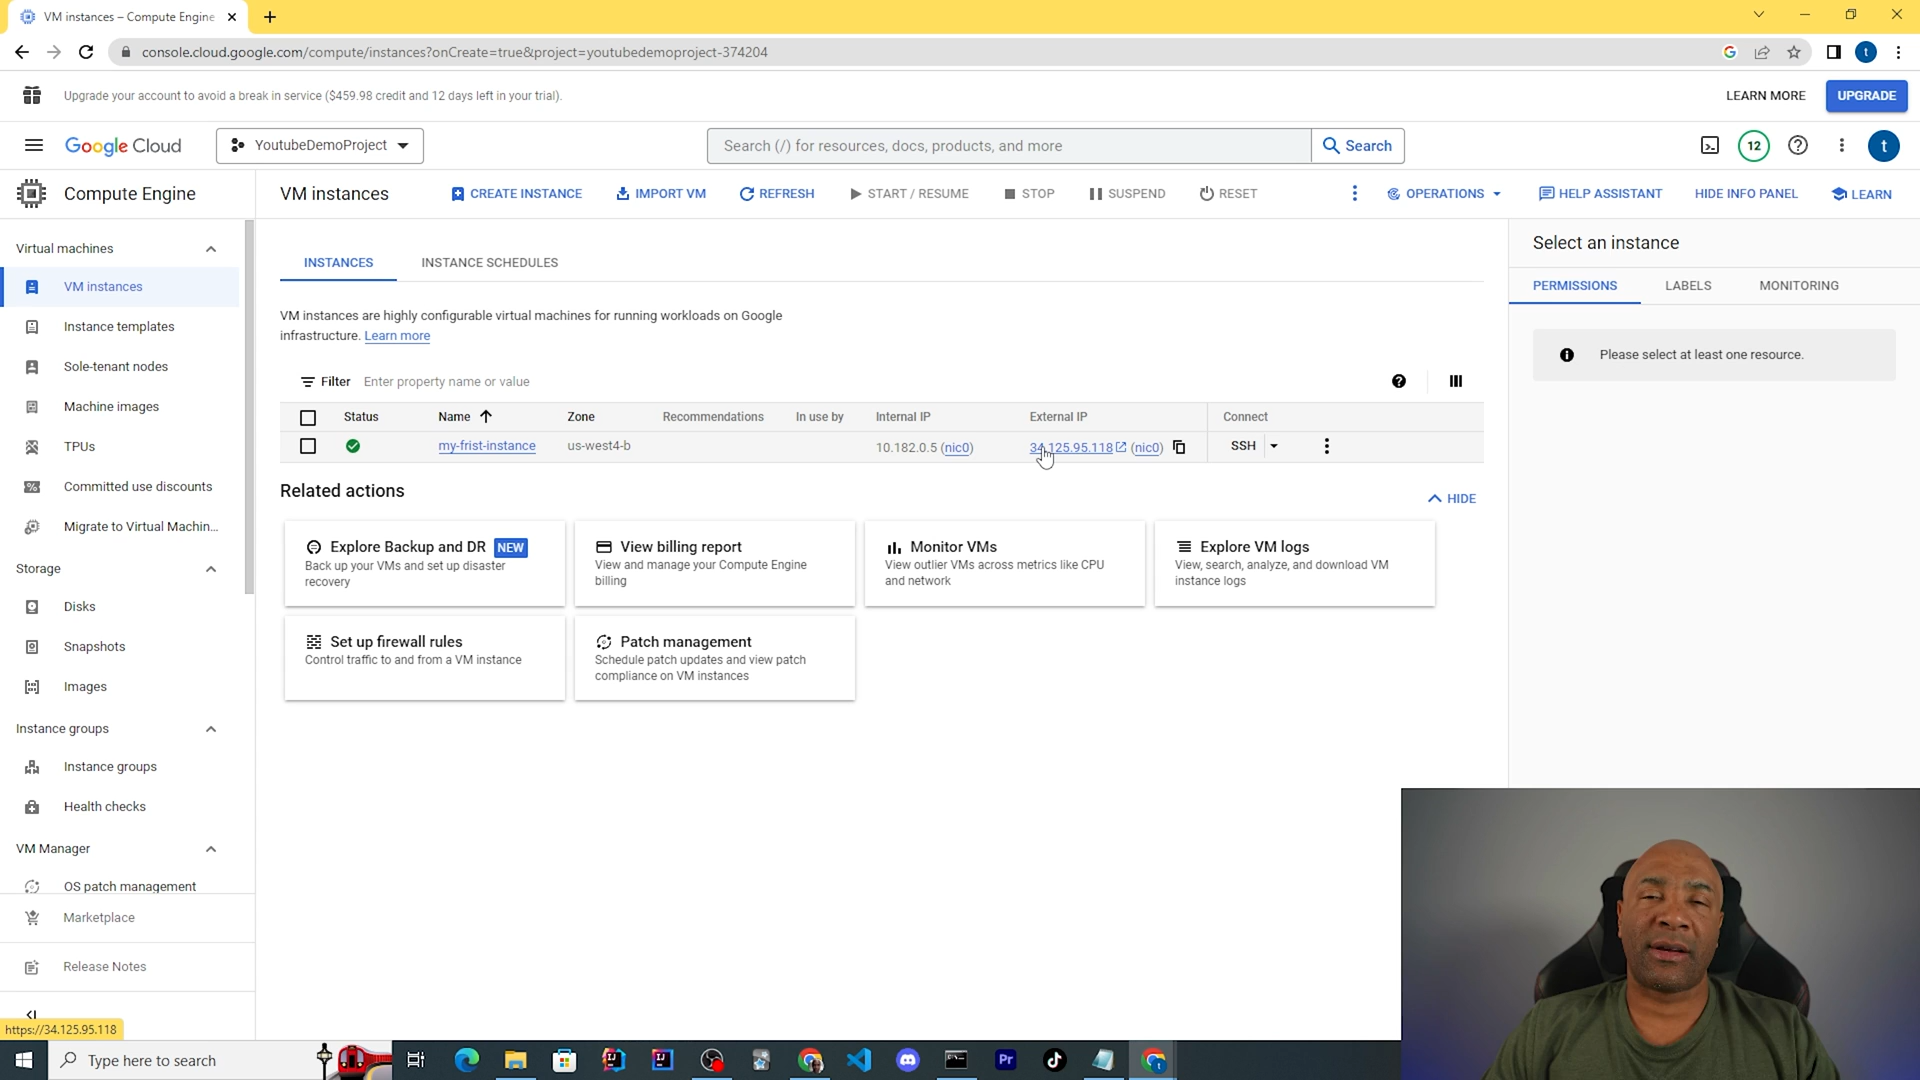 VM instances – Compute Engine
console.cloud.google.com/compute/instances?onCreate=true&project=youtubedemoproject-374204
G
t
Upgrade your account to avoid a break in service ($459.98 credit and 12 days left in your trial).
LEARN MORE
UPGRADE
Google Cloud
YoutubeDemoProject
Search (/) for resources, docs, products, and more
Search
12
t
Compute Engine
VM instances
CREATE INSTANCE
IMPORT VM
REFRESH
START / RESUME
STOP
SUSPEND
RESET
OPERATIONS
HELP ASSISTANT
HIDE INFO PANEL
LEARN
Virtual machines
VM instances
Instance templates
Sole-tenant nodes
Machine images
TPUs
Committed use discounts
Migrate to Virtual Machin...
Storage
Disks
Snapshots
Images
Instance groups
Instance groups
Health checks
VM Manager
OS patch management
Marketplace
Release Notes
https://34.125.95.118
INSTANCES
INSTANCE SCHEDULES
VM instances are highly configurable virtual machines for running workloads on Google
infrastructure. Learn more
Filter Enter property name or value
Status Name Zone Recommendations In use by Internal IP External IP Connect
my-frist-instance us-west4-b 10.182.0.5 (nic0) 34.125.95.118 (nic0) SSH
Related actions
HIDE
Explore Backup and DR NEW
Back up your VMs and set up disaster
recovery
View billing report
View and manage your Compute Engine
billing
Monitor VMs
View outlier VMs across metrics like CPU
and network
Explore VM logs
View, search, analyze, and download VM
instance logs
Set up firewall rules
Control traffic to and from a VM instance
Patch management
Schedule patch updates and view patch
compliance on VM instances
Select an instance
PERMISSIONS
LABELS
MONITORING
Please select at least one resource.
Type here to search
Pr